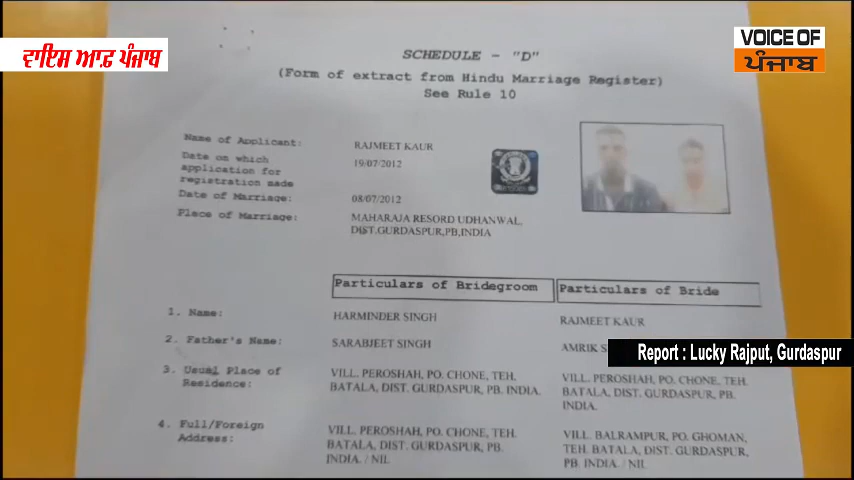 ਵਾਇਸ ਆਫ਼ ਪੰਜਾਬ
VOICE OF
ਪੰਜਾਬ
SCHEDULE - "D"
(Form of extract from Hindu Marriage Register)
See Rule 10
Name of Applicant: RAJMEET KAUR
Date on which 19/07/2012
application for
registration made
Date of Marriage: 08/07/2012
Place of Marriage: MAHARAJA RESORD UDHANWAL,
DIST.GURDASPUR,PB,INDIA
Particulars of Bridegroom Particulars of Bride
1. Name: HARMINDER SINGH RAJMEET KAUR
2. Father's Name: SARABJEET SINGH AMRIK
Report : Lucky Rajput, Gurdaspur
3. Usual Place of VILL. PEROSHAH, PO. CHONE, TEH. VILL. PEROSHAH, PO. CHONE, TEH.
Residence: BATALA, DIST. GURDASPUR, PB. INDIA. BATALA, DIST. GURDASPUR, PB.
INDIA.
4. Full/Foreign VILL. PEROSHAH, PO. CHONE, TEH. VILL. BALRAMPUR, PO. GHOMAN,
Address: BATALA, DIST. GURDASPUR, PB. TEH. BATALA, DIST. GURDASPUR,
INDIA. / NIL PB. INDIA. / NIL